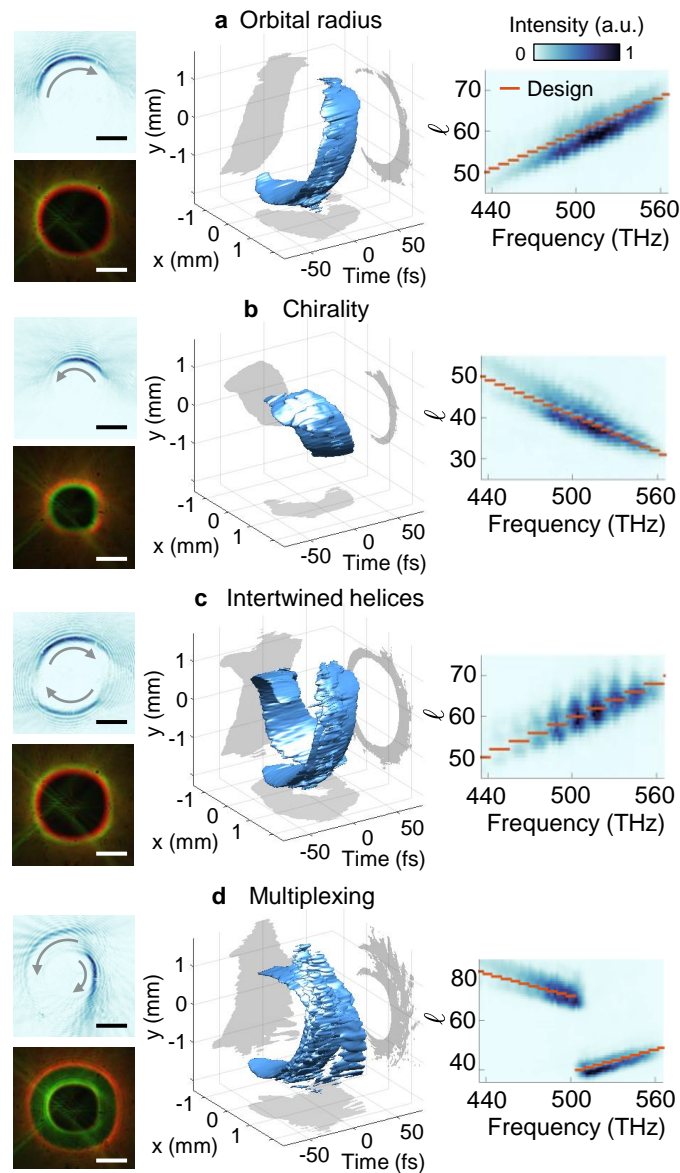 a Orbital radius
Intensity (a.u.)
0 1
y (mm)
1
0
-1
-1
0
1
x (mm)
-50
0
50
Time (fs)
ℓ
70
60
50
Design
440 500 560
Frequency (THz)
b Chirality
y (mm)
1
0
-1
-1
0
1
x (mm)
-50
0
50
Time (fs)
ℓ
50
40
30
440 500 560
Frequency (THz)
c Intertwined helices
y (mm)
1
0
-1
-1
0
1
x (mm)
-50
0
50
Time (fs)
ℓ
70
60
50
440 500 560
Frequency (THz)
d Multiplexing
y (mm)
1
0
-1
-1
0
1
x (mm)
-50
0
50
Time (fs)
ℓ
80
60
40
440 500 560
Frequency (THz)